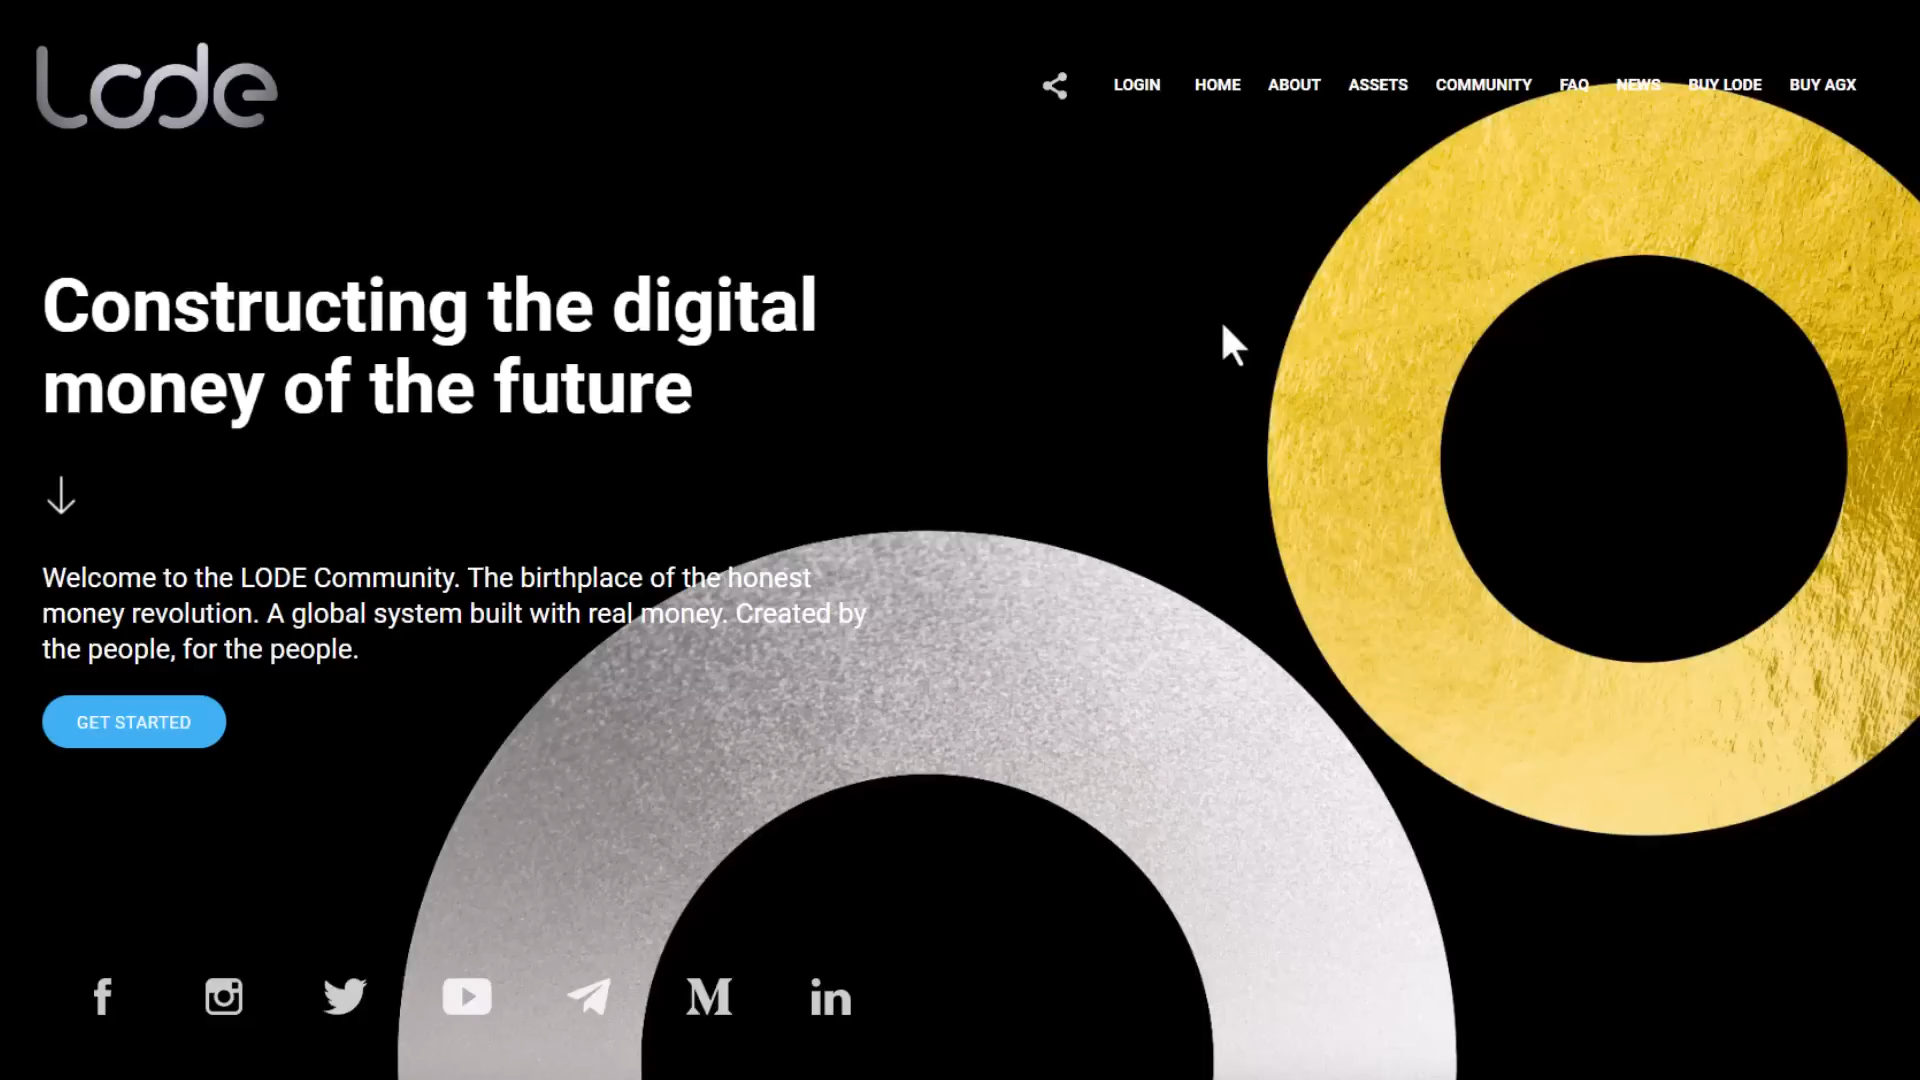 Lode
LOGIN HOME ABOUT ASSETS COMMUNITY FAQ NEWS BUY LODE BUY AGX
Constructing the digital
money of the future
Welcome to the LODE Community. The birthplace of the honest
money revolution. A global system built with real money. Created by
the people, for the people.
GET STARTED